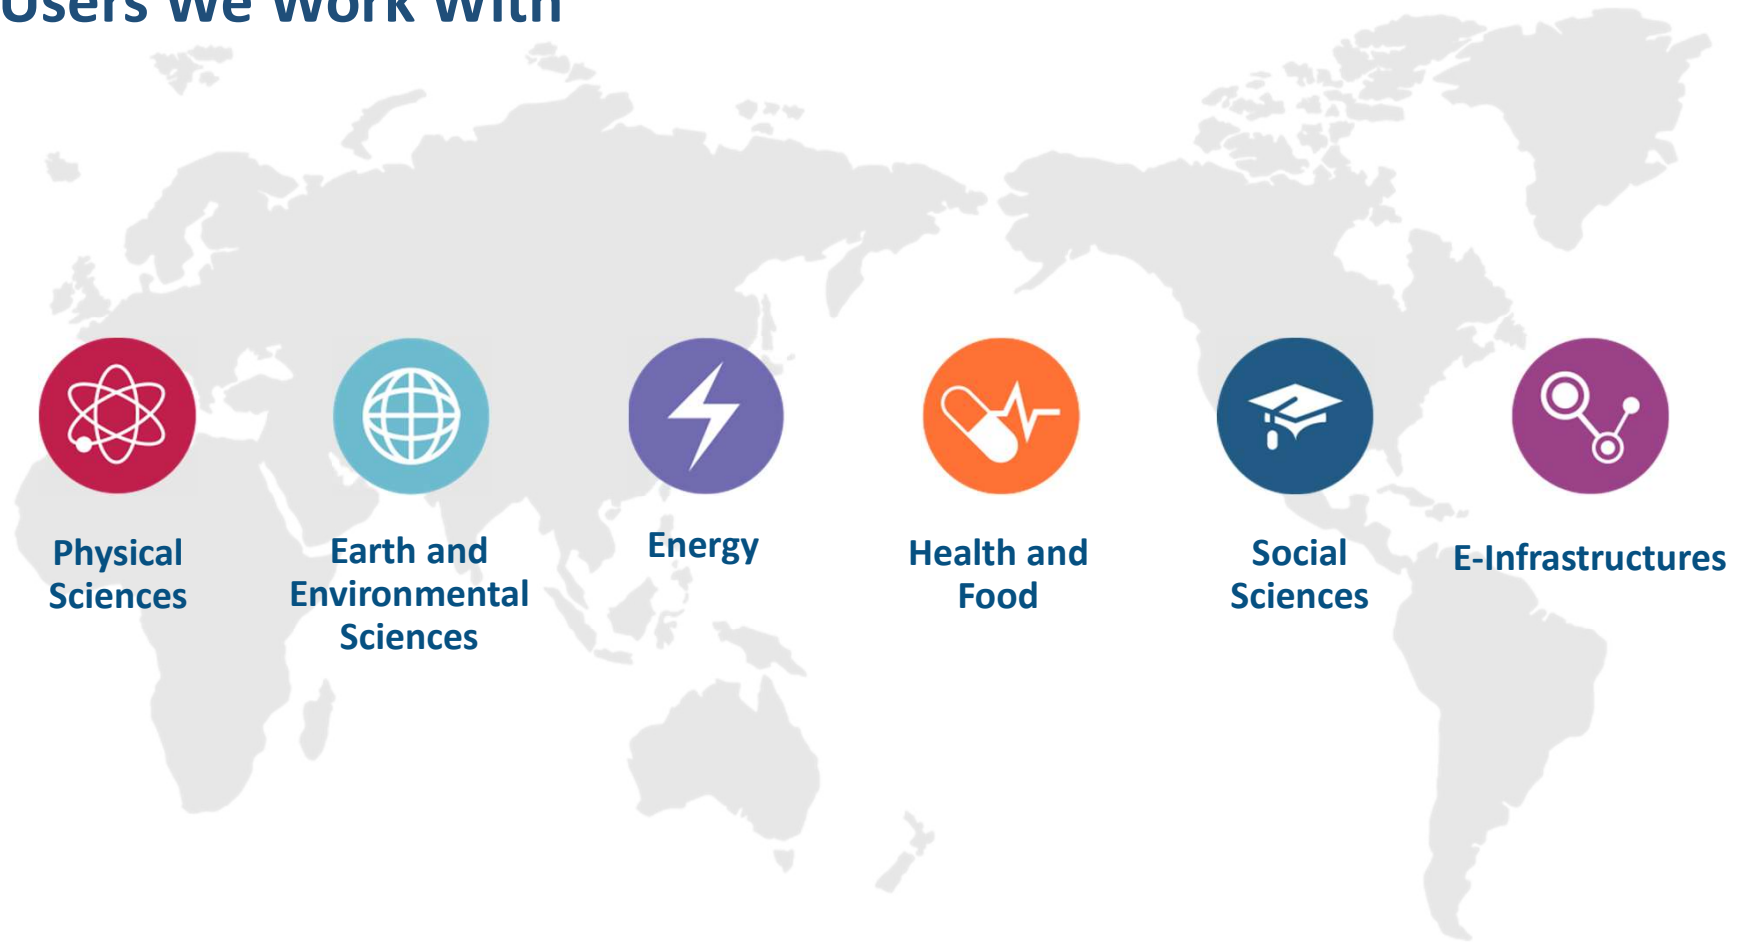 Users We Work With
Physical
Sciences
Earth and
Environmental
Sciences
Energy
Health and
Food
Social
Sciences
E-Infrastructures